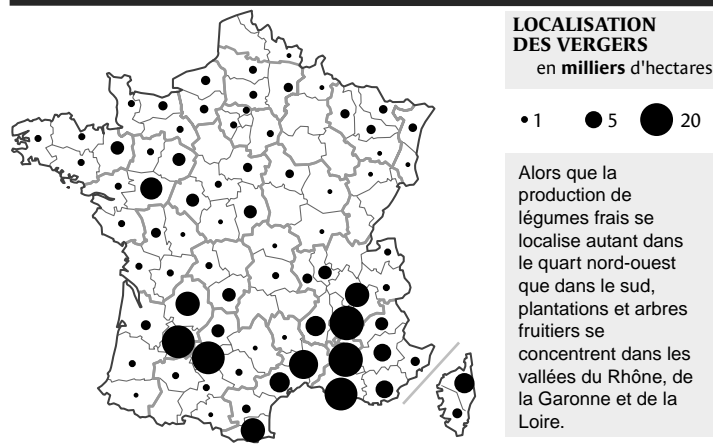 LOCALISATION
DES VERGERS
en milliers d'hectares
1 5 20
Alors que la
production de
légumes frais se
localise autant dans
le quart nord-ouest
que dans le sud,
plantations et arbres
fruitiers se
concentrent dans les
vallées du Rhône, de
la Garonne et de la
Loire.